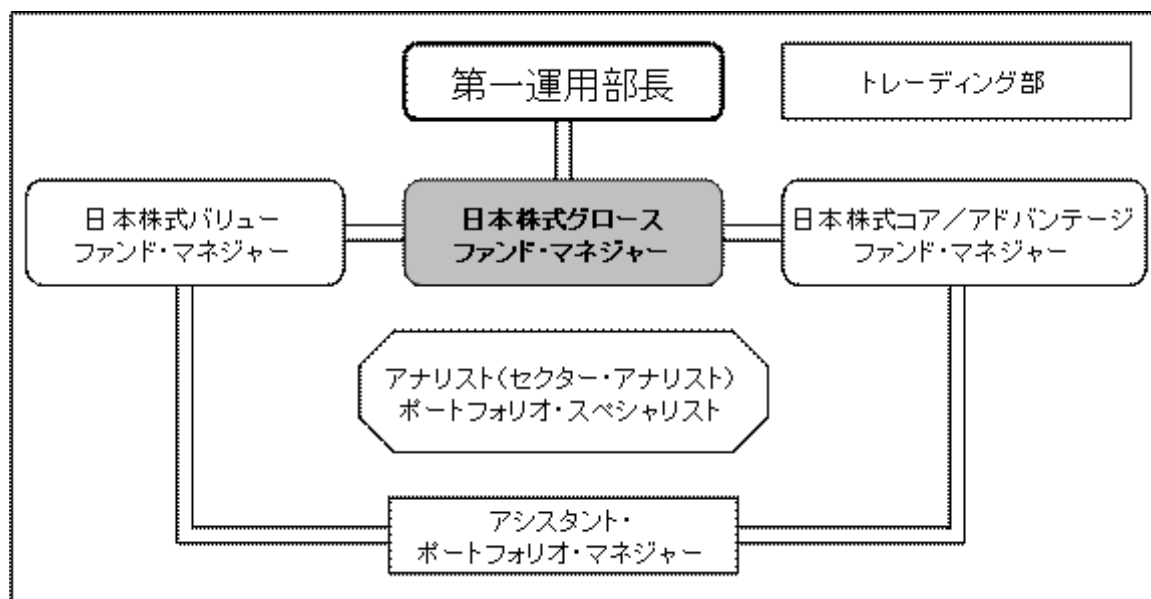 第一運用部長
トレーディング部
日本株式バリュー
ファンド・マネジャー
日本株式グロース
ファンド・マネジャー
日本株式コア／アドバンテージ
ファンド・マネジャー
アナリスト（セクター・アナリスト）
ポートフォリオ・スペシャリスト
アシスタント・
ポートフォリオ・マネジャー